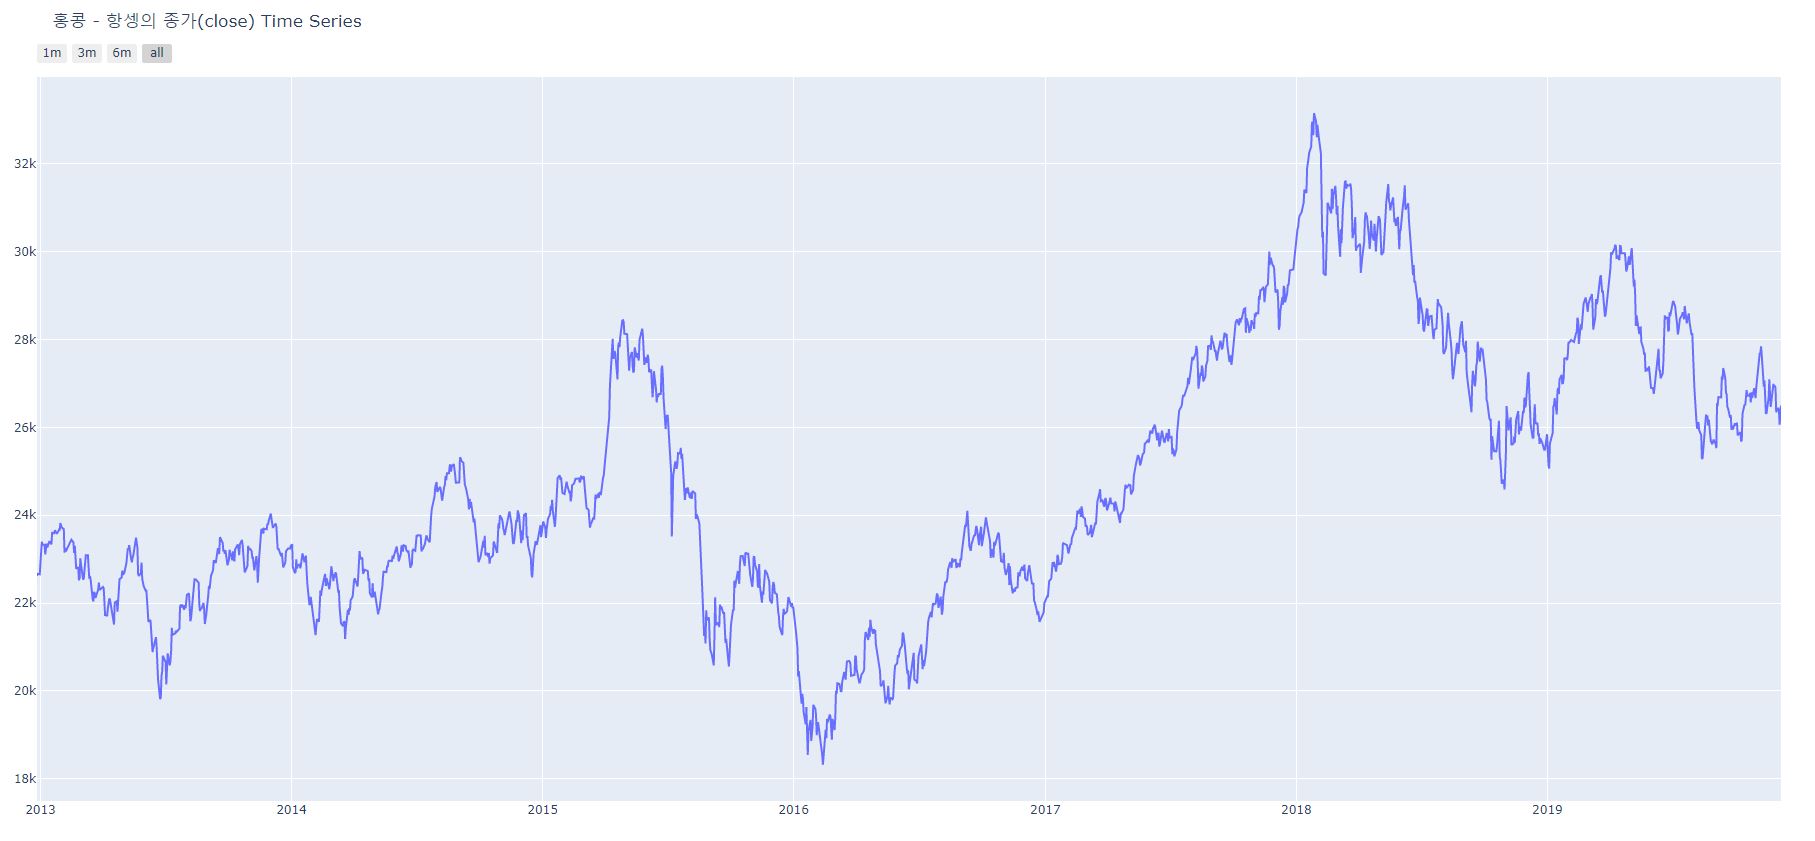 홍콩 - 항셍의 종가(close) Time Series
1m 3m 6m all
32k
30k
28k
26k
24k
22k
20k
18k
2013 2014 2015 2016 2017 2018 2019